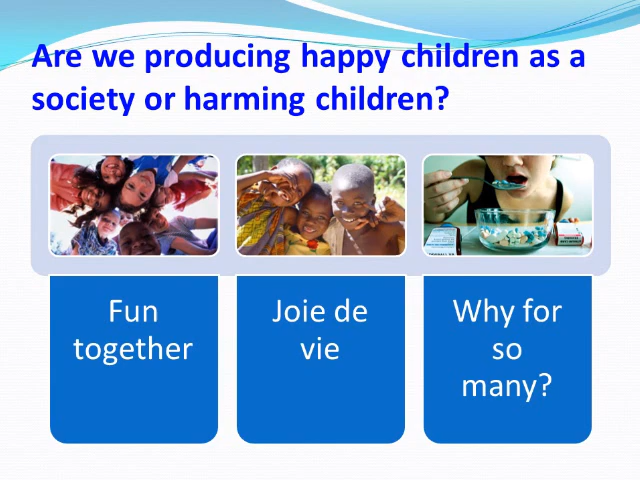 Are we producing happy children as a
society or harming children?
Fun
together
Joie de
vie
Why for
so
many?